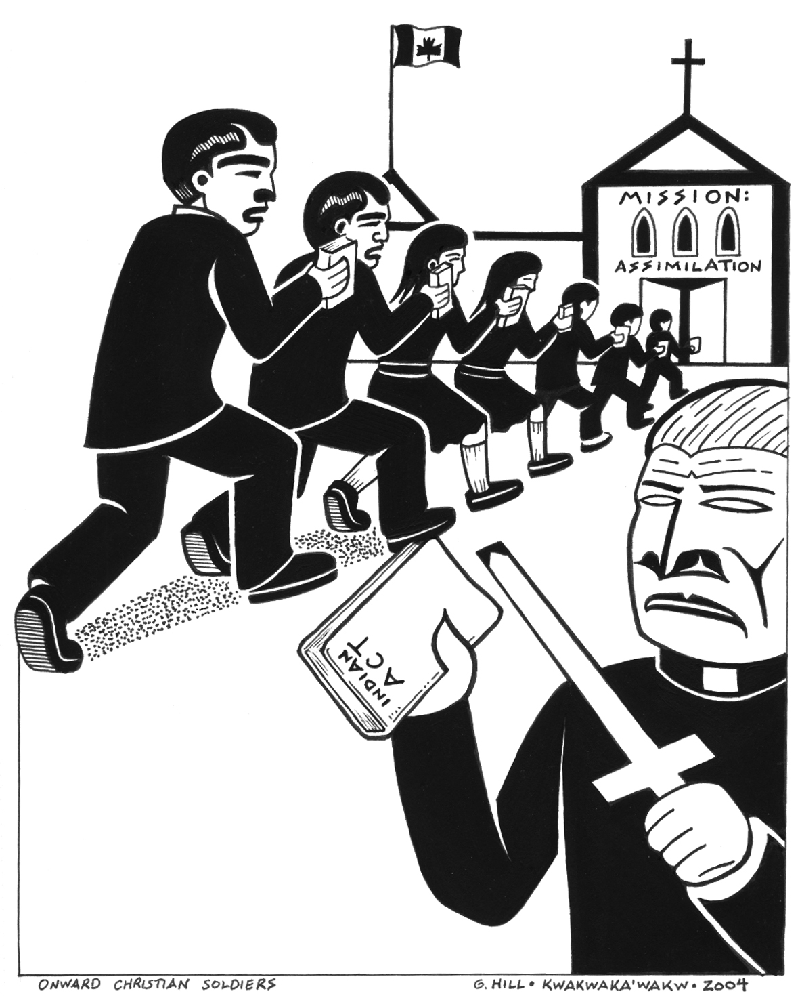 MISSION:
ASSIMILATION
INDIAN
ACT
ONWARD CHRISTIAN SOLDIERS
G. HILL • KWAKWAKA'WAKW • 2004